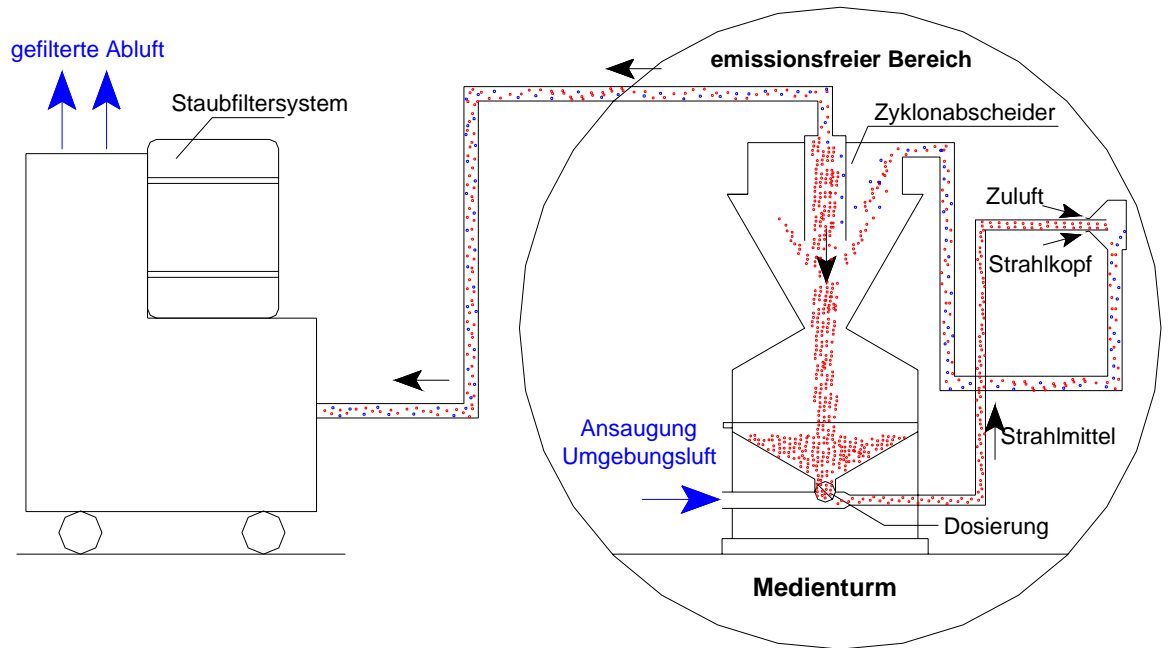 gefilterte Abluft
Staubfiltersystem
emissionsfreier Bereich
Zyklonabscheider
Zuluft
Strahlkopf
Ansaugung
Umgebungsluft
Strahlmittel
Dosierung
Medienturm